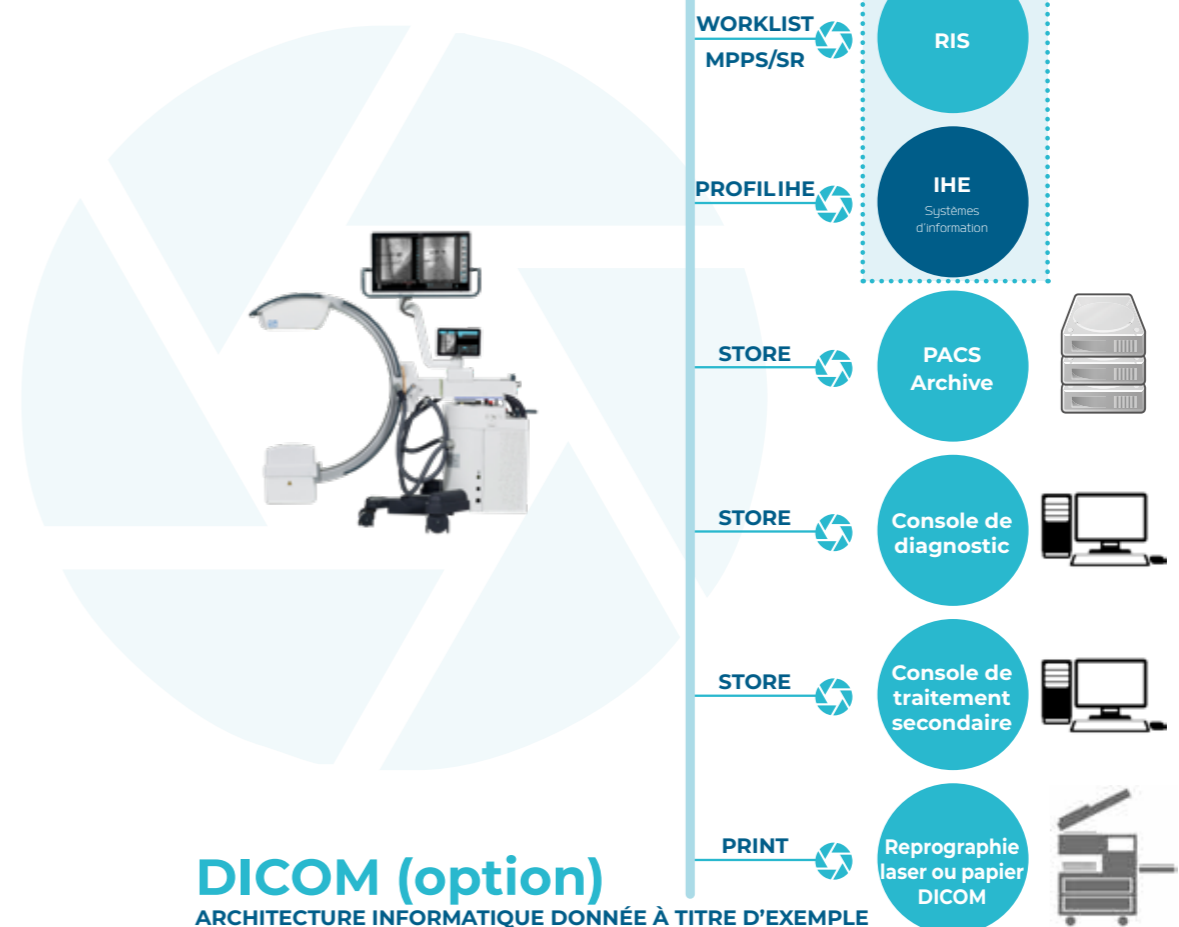 WORKLIST
MPPS/SR
RIS
PROFIL IHE
IHE
Systèmes
d'information
STORE
PACS
Archive
STORE
Console de
diagnostic
STORE
Console de
traitement
secondaire
PRINT
Reprographie
laser ou papier
DICOM
DICOM (option)
ARCHITECTURE INFORMATIQUE DONNÉE À TITRE D'EXEMPLE